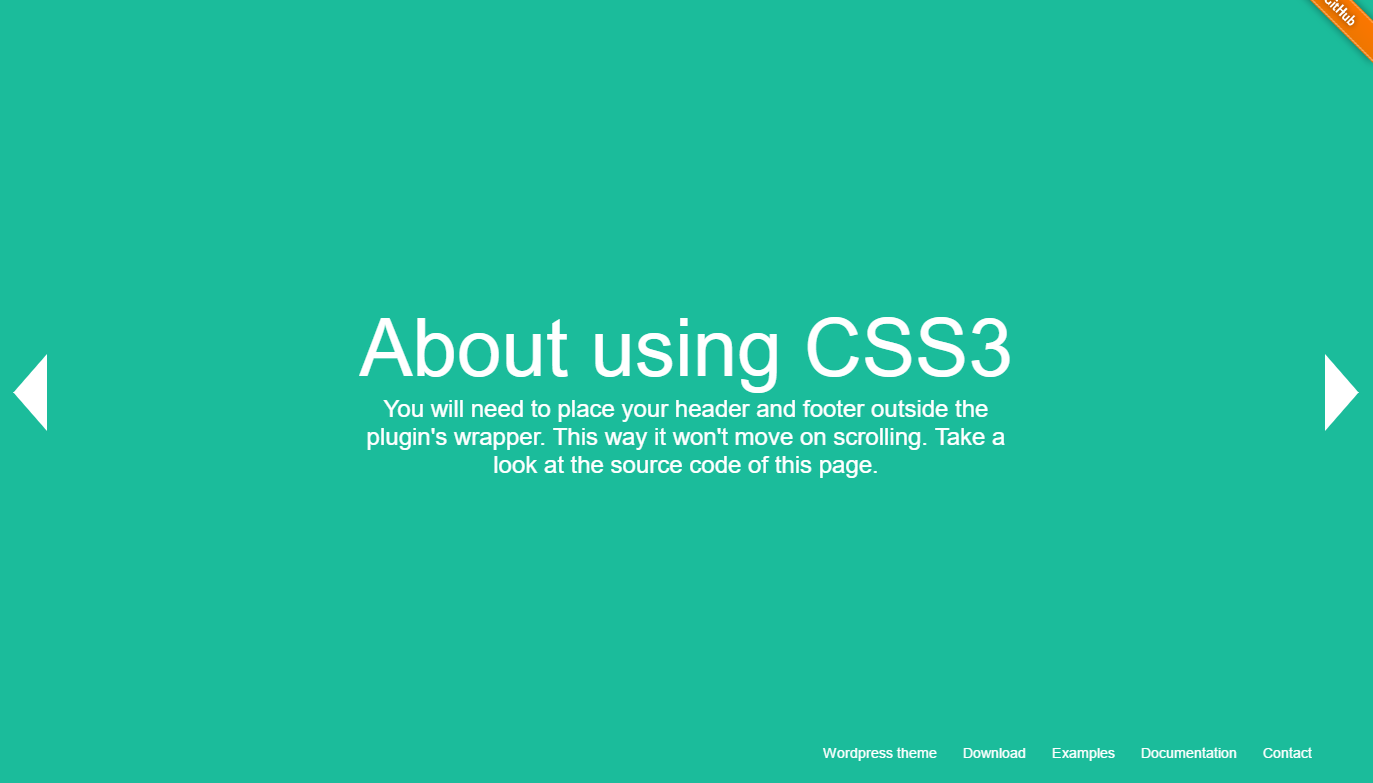 GitHub
About using CSS3
You will need to place your header and footer outside the
plugin's wrapper. This way it won't move on scrolling. Take a
look at the source code of this page.
Wordpress theme Download Examples Documentation Contact